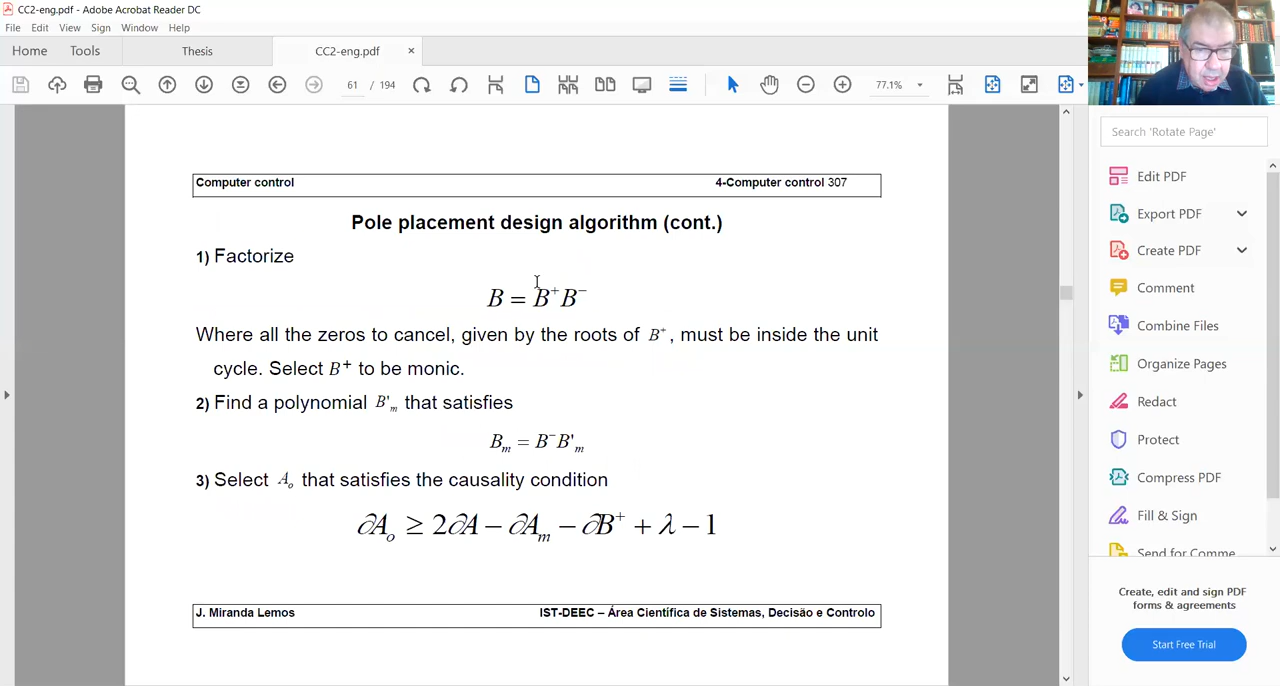 CC2-eng.pdf - Adobe Acrobat Reader DC
File Edit View Sign Window Help
Home Tools Thesis CC2-eng.pdf ×
61 / 194 77.1%
Search 'Rotate Page'
Edit PDF
Export PDF
Create PDF
Comment
Combine Files
Organize Pages
Redact
Protect
Compress PDF
Fill & Sign
Send for Comme
Create, edit and sign PDF
forms & agreements
Start Free Trial
Computer control 4-Computer control 307
Pole placement design algorithm (cont.)
1) Factorize
B = B⁺B⁻
Where all the zeros to cancel, given by the roots of B⁺, must be inside the unit
cycle. Select B⁺ to be monic.
2) Find a polynomial B'ₘ that satisfies
Bₘ = B⁻B'ₘ
3) Select Aₒ that satisfies the causality condition
∂Aₒ ≥ 2∂A − ∂Aₘ − ∂B⁺ + λ − 1
J. Miranda Lemos IST-DEEC – Área Científica de Sistemas, Decisão e Controlo